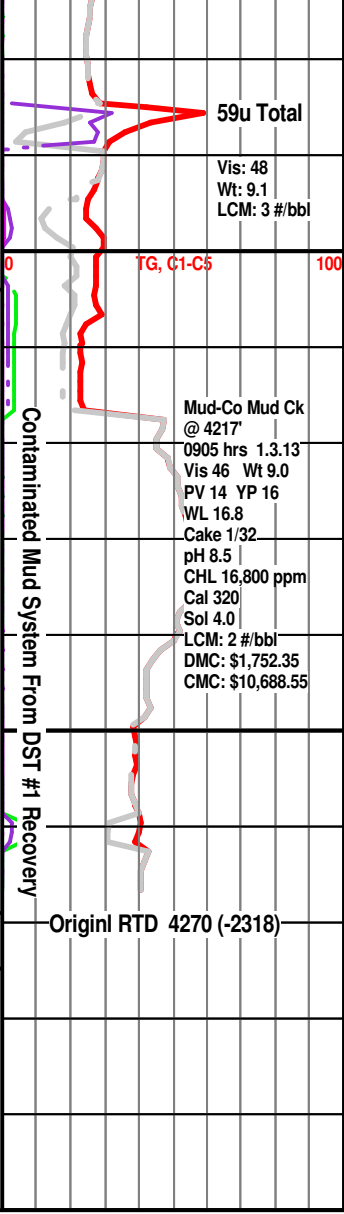 59u Total
Vis: 48
Wt: 9.1
LCM: 3 #/bbl
0 TG, C1-C5 100
Mud-Co Mud Ck
@ 4217'
0905 hrs 1.3.13
Vis 46 Wt 9.0
PV 14 YP 16
WL 16.8
Cake 1/32
pH 8.5
CHL 16,800 ppm
Cal 320
Sol 4.0
LCM: 2 #/bbl
DMC: $1,752.35
CMC: $10,688.55
Contaminated Mud System From DST #1 Recovery
Originl RTD 4270 (-2318)